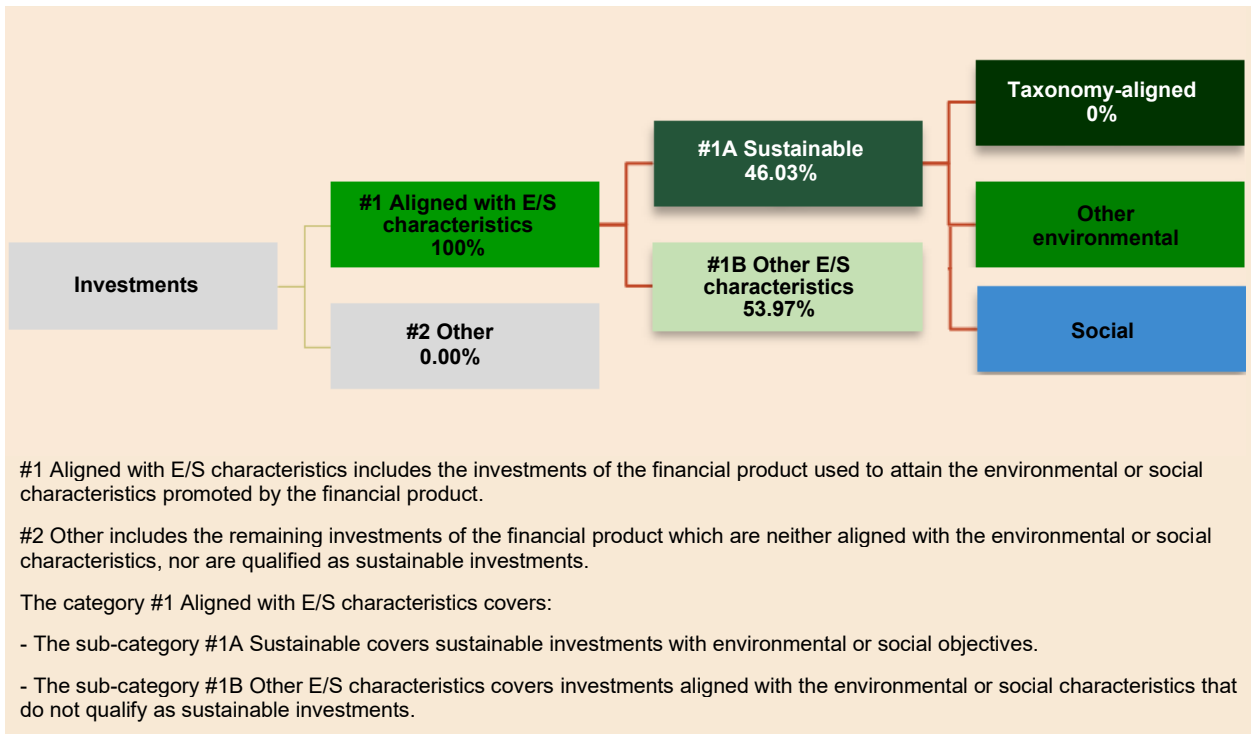 Investments
#1 Aligned with E/S
characteristics
100%
#2 Other
0.00%
#1A Sustainable
46.03%
#1B Other E/S
characteristics
53.97%
Taxonomy-aligned
0%
Other
environmental
Social
#1 Aligned with E/S characteristics includes the investments of the financial product used to attain the environmental or social
characteristics promoted by the financial product.
#2 Other includes the remaining investments of the financial product which are neither aligned with the environmental or social
characteristics, nor are qualified as sustainable investments.
The category #1 Aligned with E/S characteristics covers:
- The sub-category #1A Sustainable covers sustainable investments with environmental or social objectives.
- The sub-category #1B Other E/S characteristics covers investments aligned with the environmental or social characteristics that
do not qualify as sustainable investments.